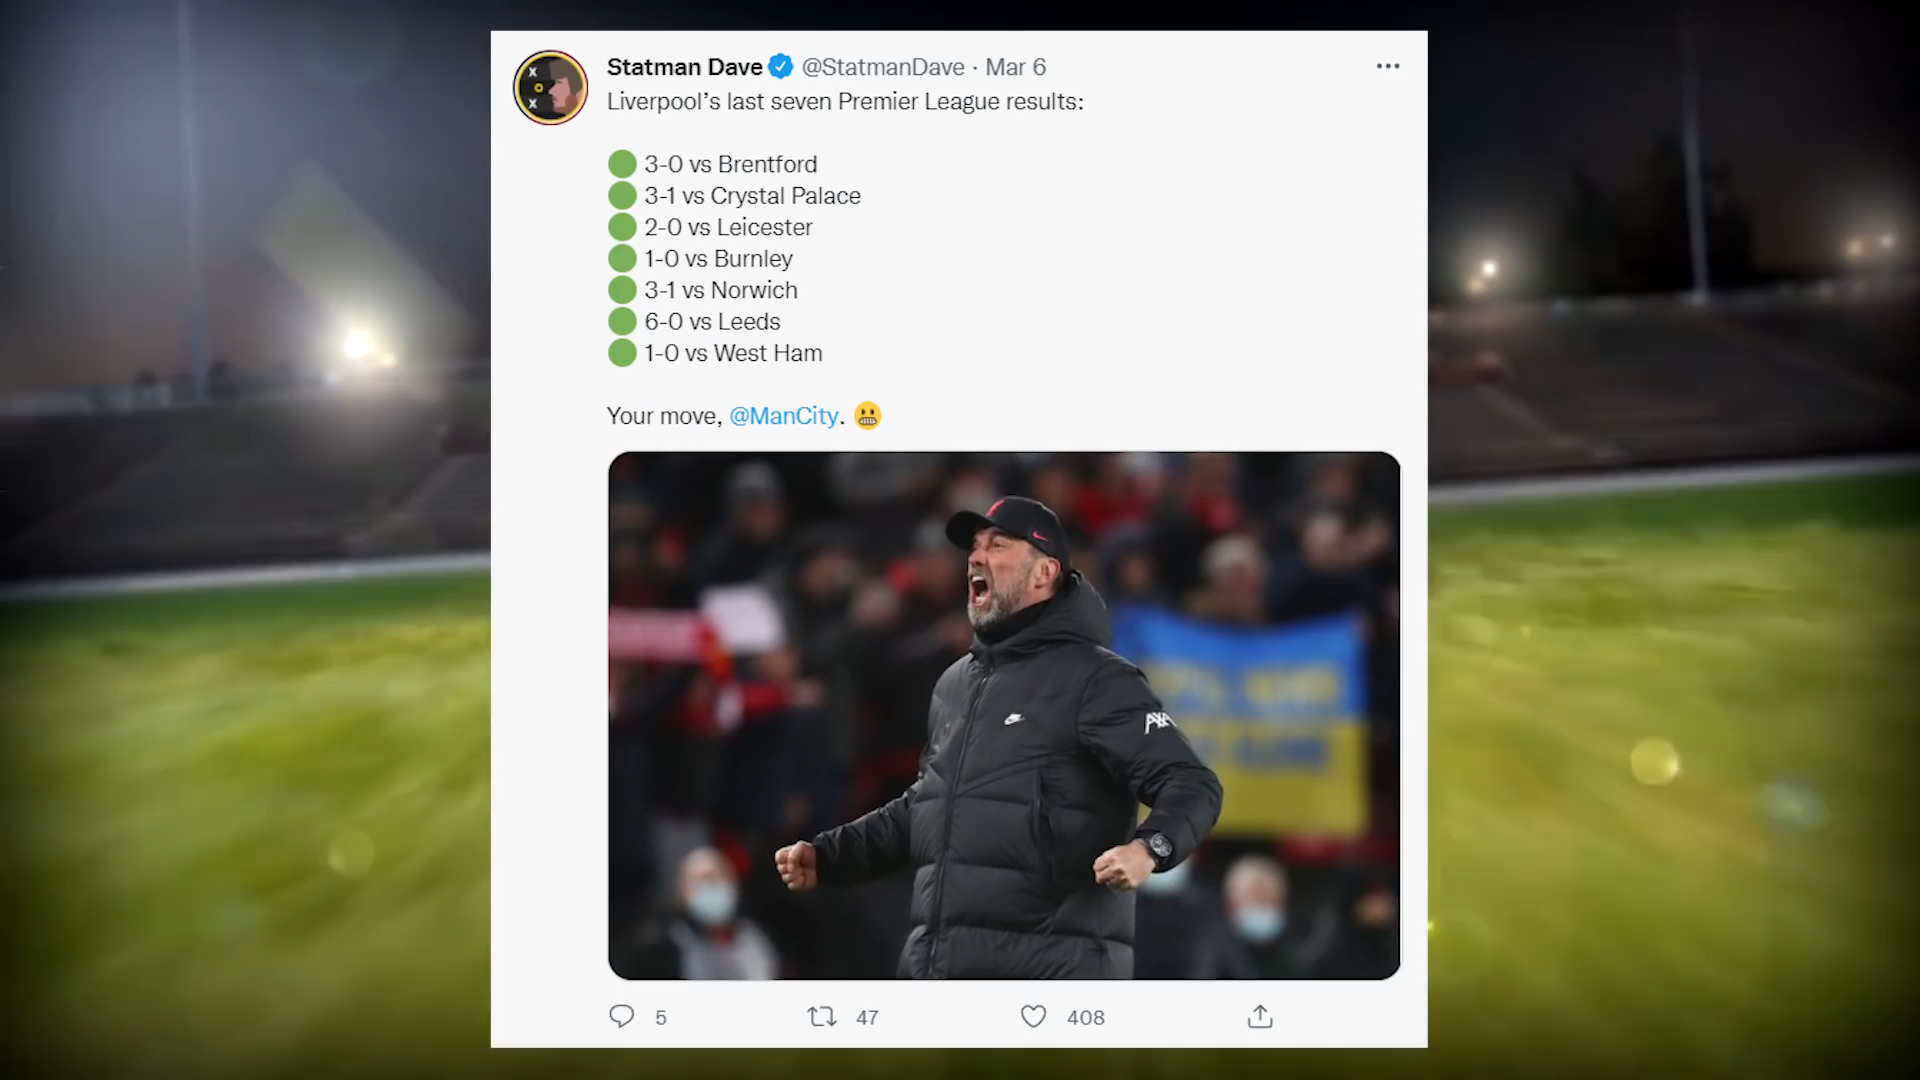 Statman Dave @StatmanDave · Mar 6
Liverpool’s last seven Premier League results:
3-0 vs Brentford
3-1 vs Crystal Palace
2-0 vs Leicester
1-0 vs Burnley
3-1 vs Norwich
6-0 vs Leeds
1-0 vs West Ham
Your move, @ManCity. 😬
AXA
5 47 408